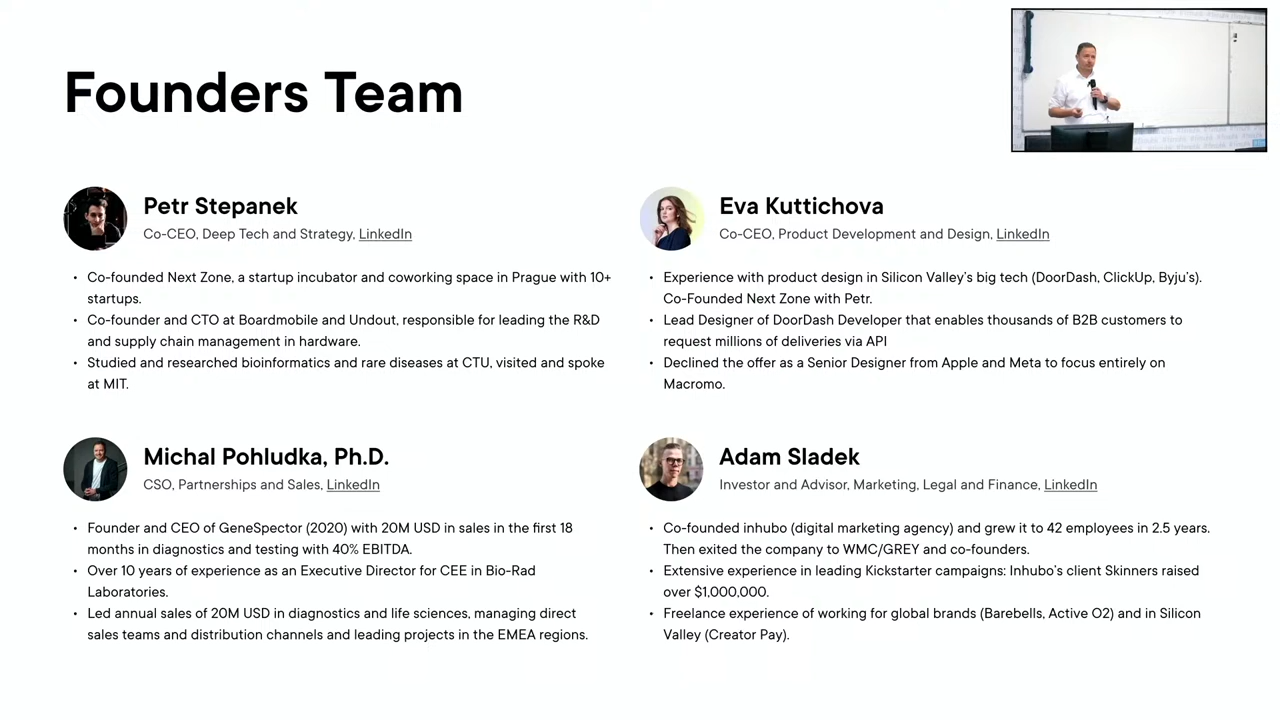 Founders Team
Petr Stepanek
Co-CEO, Deep Tech and Strategy, LinkedIn
• Co-founded Next Zone, a startup incubator and coworking space in Prague with 10+
startups.
• Co-founder and CTO at Boardmobile and Undout, responsible for leading the R&D
and supply chain management in hardware.
• Studied and researched bioinformatics and rare diseases at CTU, visited and spoke
at MIT.
Eva Kuttichova
Co-CEO, Product Development and Design, LinkedIn
• Experience with product design in Silicon Valley's big tech (DoorDash, ClickUp, Byju's).
Co-Founded Next Zone with Petr.
• Lead Designer of DoorDash Developer that enables thousands of B2B customers to
request millions of deliveries via API
• Declined the offer as a Senior Designer from Apple and Meta to focus entirely on
Macromo.
Michal Pohludka, Ph.D.
CSO, Partnerships and Sales, LinkedIn
• Founder and CEO of GeneSpector (2020) with 20M USD in sales in the first 18
months in diagnostics and testing with 40% EBITDA.
• Over 10 years of experience as an Executive Director for CEE in Bio-Rad
Laboratories.
• Led annual sales of 20M USD in diagnostics and life sciences, managing direct
sales teams and distribution channels and leading projects in the EMEA regions.
Adam Sladek
Investor and Advisor, Marketing, Legal and Finance, LinkedIn
• Co-founded inhubo (digital marketing agency) and grew it to 42 employees in 2.5 years.
Then exited the company to WMC/GREY and co-founders.
• Extensive experience in leading Kickstarter campaigns: Inhubo's client Skinners raised
over $1,000,000.
• Freelance experience of working for global brands (Barebells, Active O2) and in Silicon
Valley (Creator Pay).